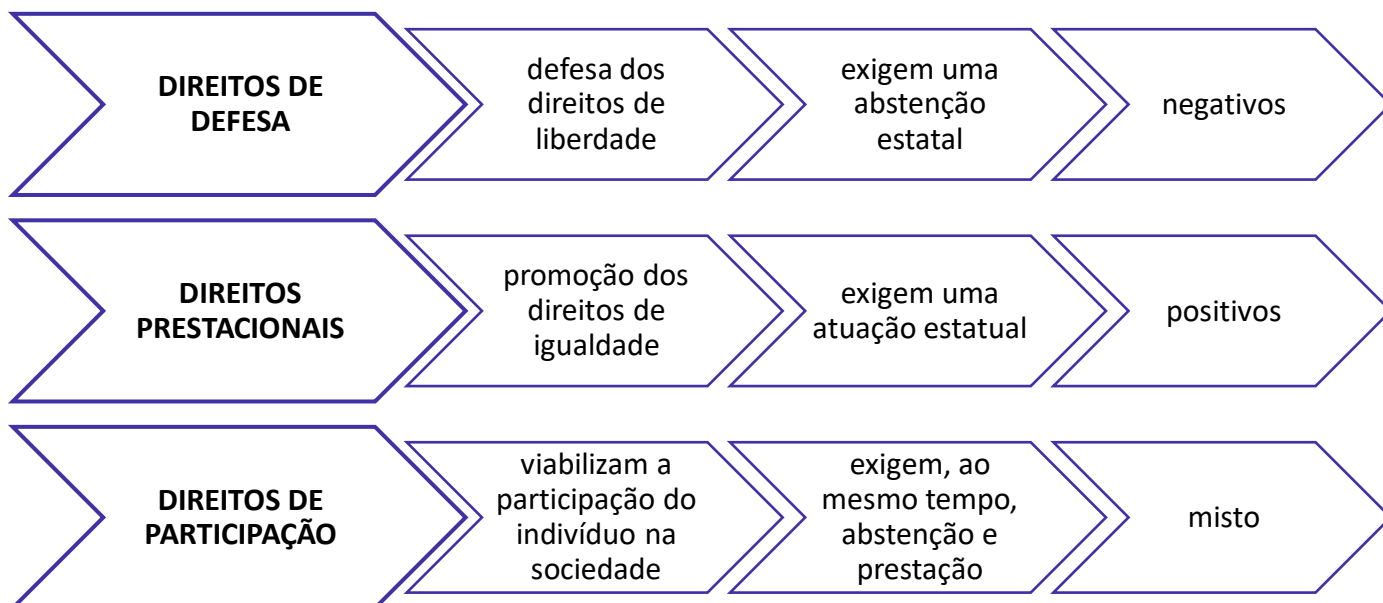 DIREITOS DE
DEFESA
defesa dos
direitos de
liberdade
exigem uma
abstenção
estatal
negativos
DIREITOS
PRESTACIONAIS
promoção dos
direitos de
igualdade
exigem uma
atuação estatual
positivos
DIREITOS DE
PARTICIPAÇÃO
viabilizam a
participação do
indivíduo na
sociedade
exigem, ao
mesmo tempo,
abstenção e
prestação
misto